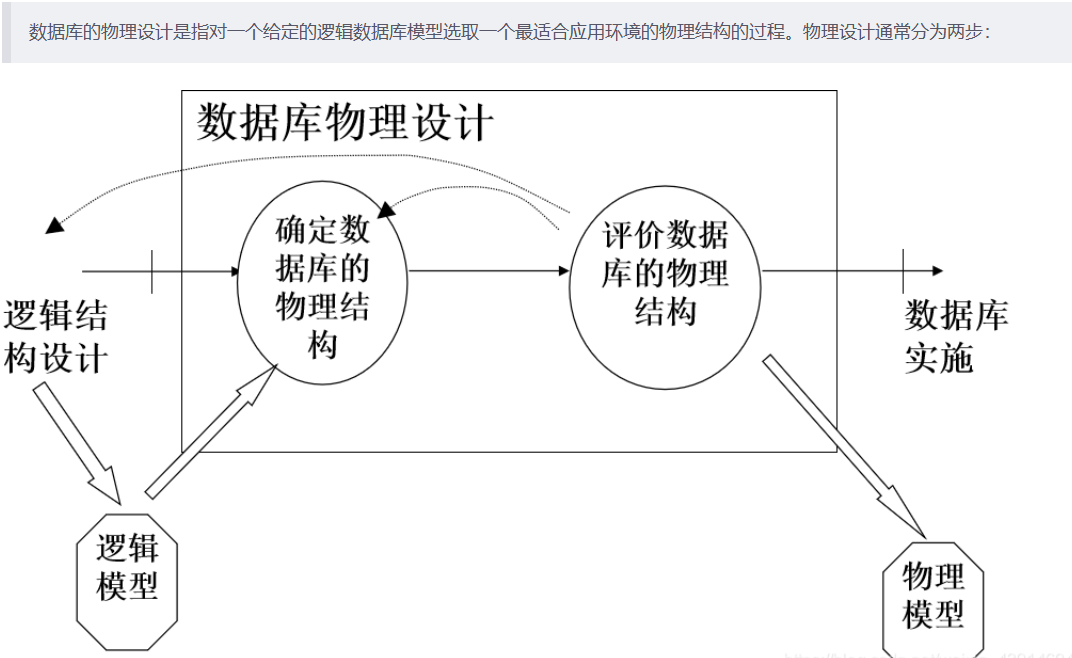 数据库的物理设计是指对一个给定的逻辑数据库模型选取一个最适合应用环境的物理结构的过程。物理设计通常分为两步：
数据库物理设计
确定数
据库的
物理结
构
评价数据
库的物理
结构
逻辑结
构设计
数据库
实施
逻辑
模型
物理
模型